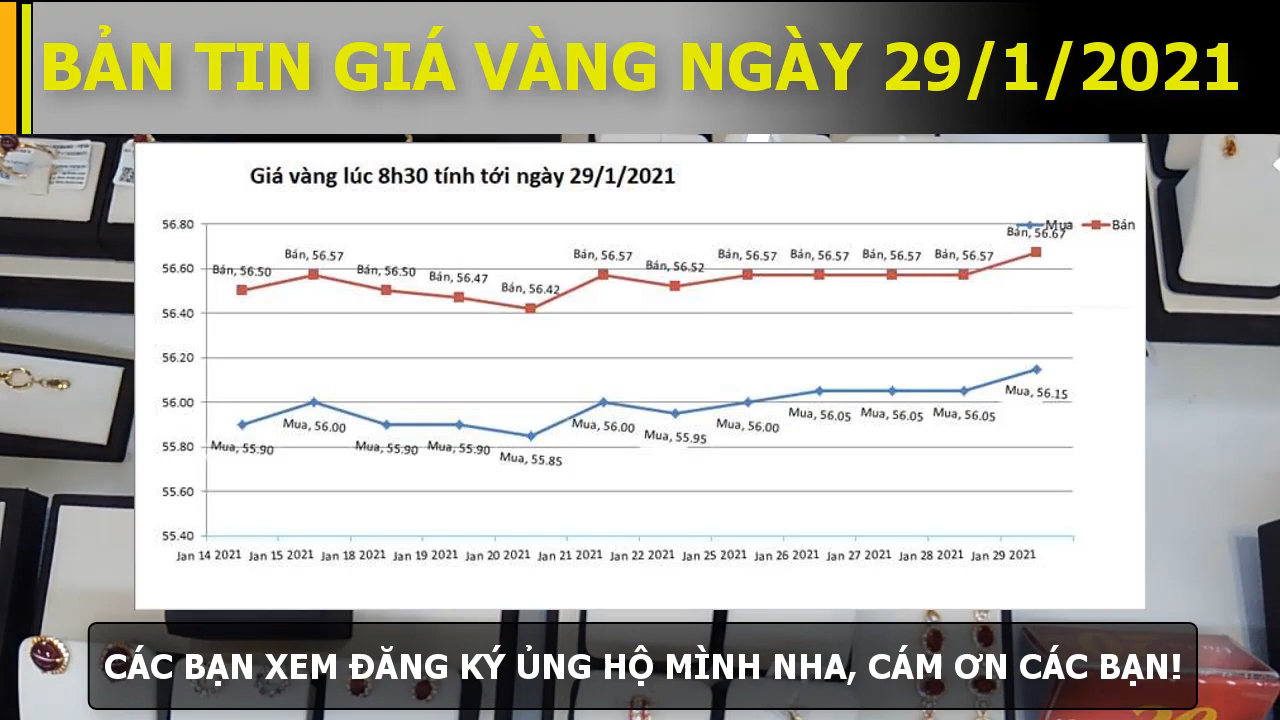 BẢN TIN GIÁ VÀNG NGÀY 29/1/2021
Giá vàng lúc 8h30 tính tới ngày 29/1/2021
Mua Bán
56.80
56.60
56.40
56.20
56.00
55.80
55.60
55.40
Bán, 56.50
Bán, 56.57
Bán, 56.50
Bán, 56.47
Bán, 56.42
Bán, 56.57
Bán, 56.52
Bán, 56.57
Bán, 56.57
Bán, 56.57
Bán, 56.57
Bán, 56.67
Mua, 55.90
Mua, 56.00
Mua, 55.90
Mua, 55.90
Mua, 55.85
Mua, 56.00
Mua, 55.95
Mua, 56.00
Mua, 56.05
Mua, 56.05
Mua, 56.05
Mua, 56.15
Jan 14 2021 Jan 15 2021 Jan 18 2021 Jan 19 2021 Jan 20 2021 Jan 21 2021 Jan 22 2021 Jan 25 2021 Jan 26 2021 Jan 27 2021 Jan 28 2021 Jan 29 2021
CÁC BẠN XEM ĐĂNG KÝ ỦNG HỘ MÌNH NHA, CÁM ƠN CÁC BẠN!